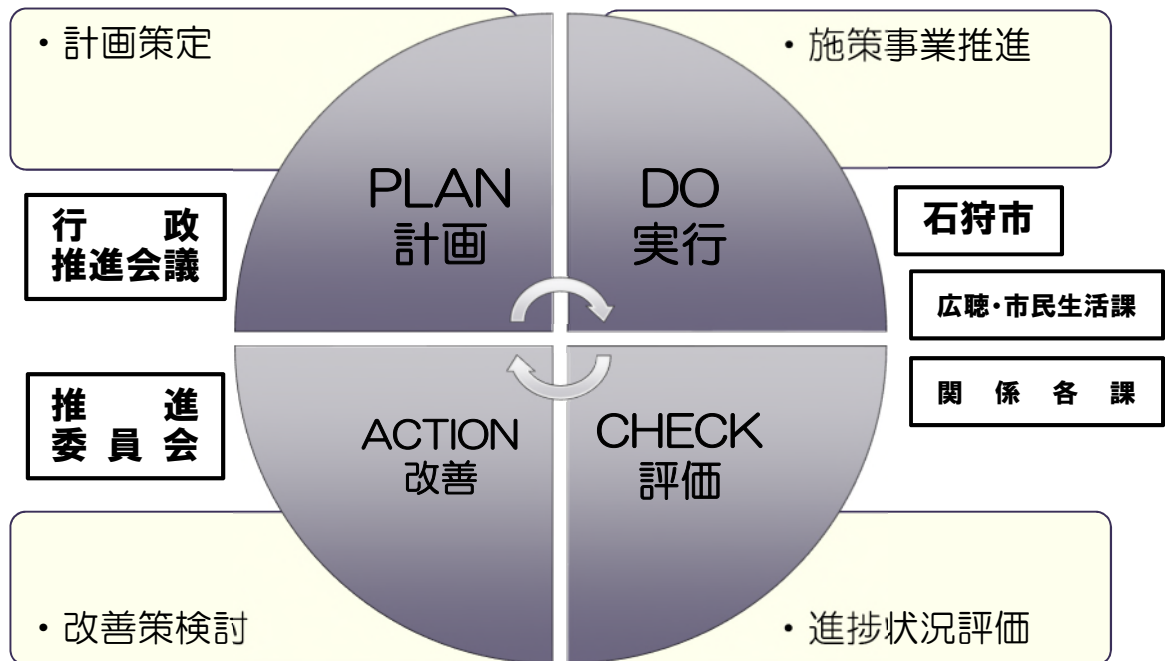 ・計画策定
・施策事業推進
PLAN
計画
DO
実行
行政
推進会議
石狩市
広聴・市民生活課
関係各課
推進
委員会
ACTION
改善
CHECK
評価
・改善策検討
・進捗状況評価